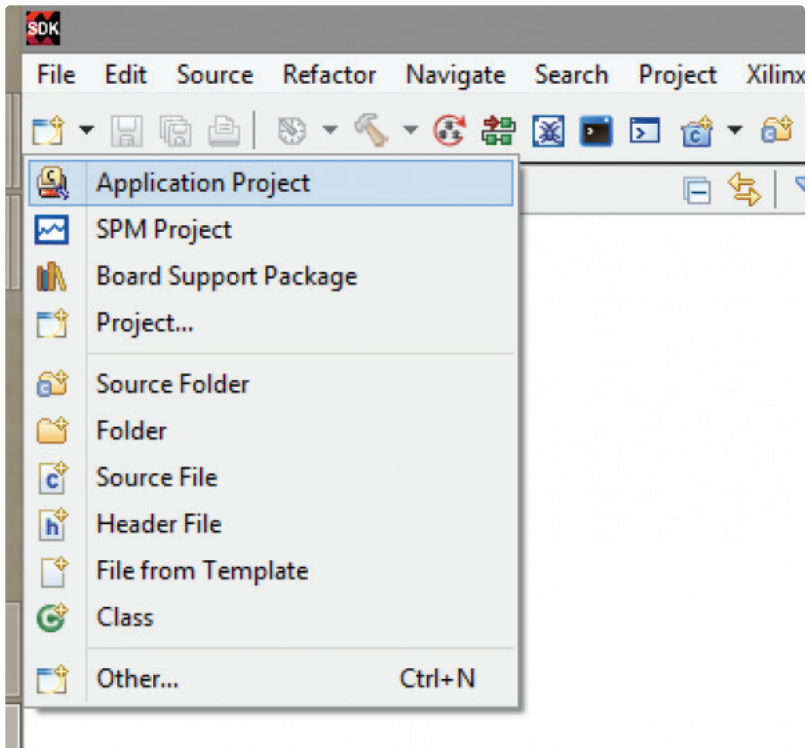 SDK
File Edit Source Refactor Navigate Search Project Xilinx
Application Project
SPM Project
Board Support Package
Project...
Source Folder
Folder
Source File
Header File
File from Template
Class
Other... Ctrl+N